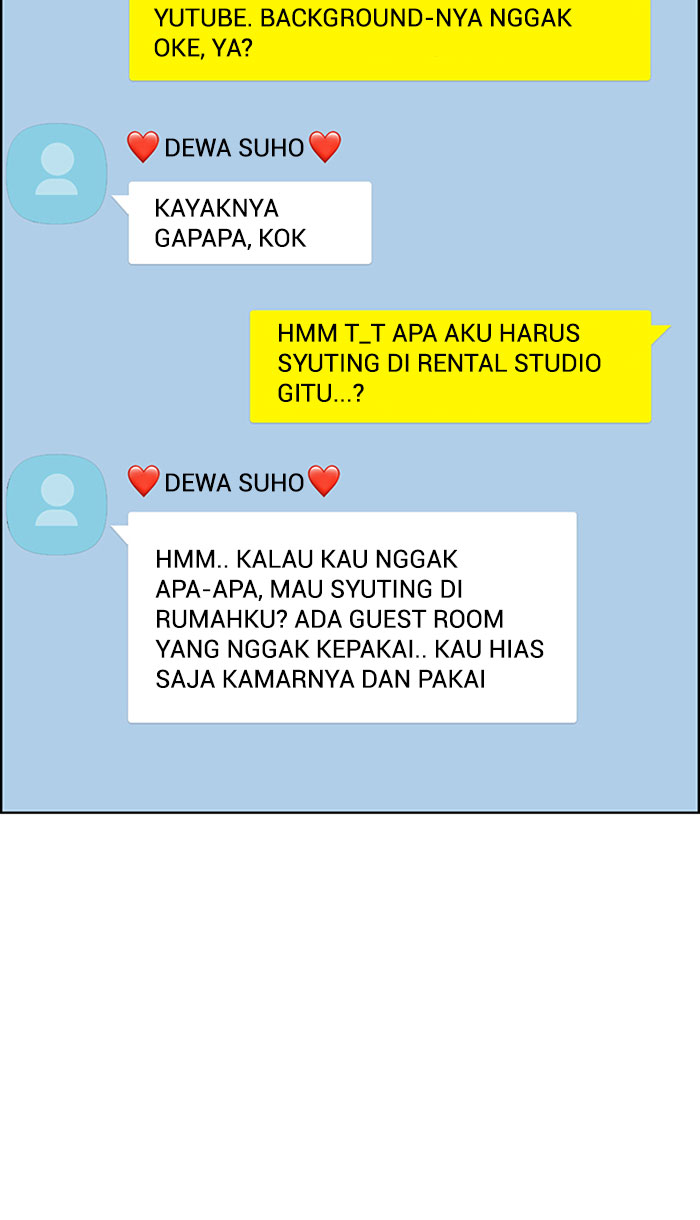 YUTUBE. BACKGROUND-NYA NGGAK
OKE, YA?
❤️DEWA SUHO❤️
KAYAKNYA
GAPAPA, KOK
HMM T_T APA AKU HARUS
SYUTING DI RENTAL STUDIO
GITU...?
❤️DEWA SUHO❤️
HMM.. KALAU KAU NGGAK
APA-APA, MAU SYUTING DI
RUMAHKU? ADA GUEST ROOM
YANG NGGAK KEPAKAI.. KAU HIAS
SAJA KAMARNYA DAN PAKAI